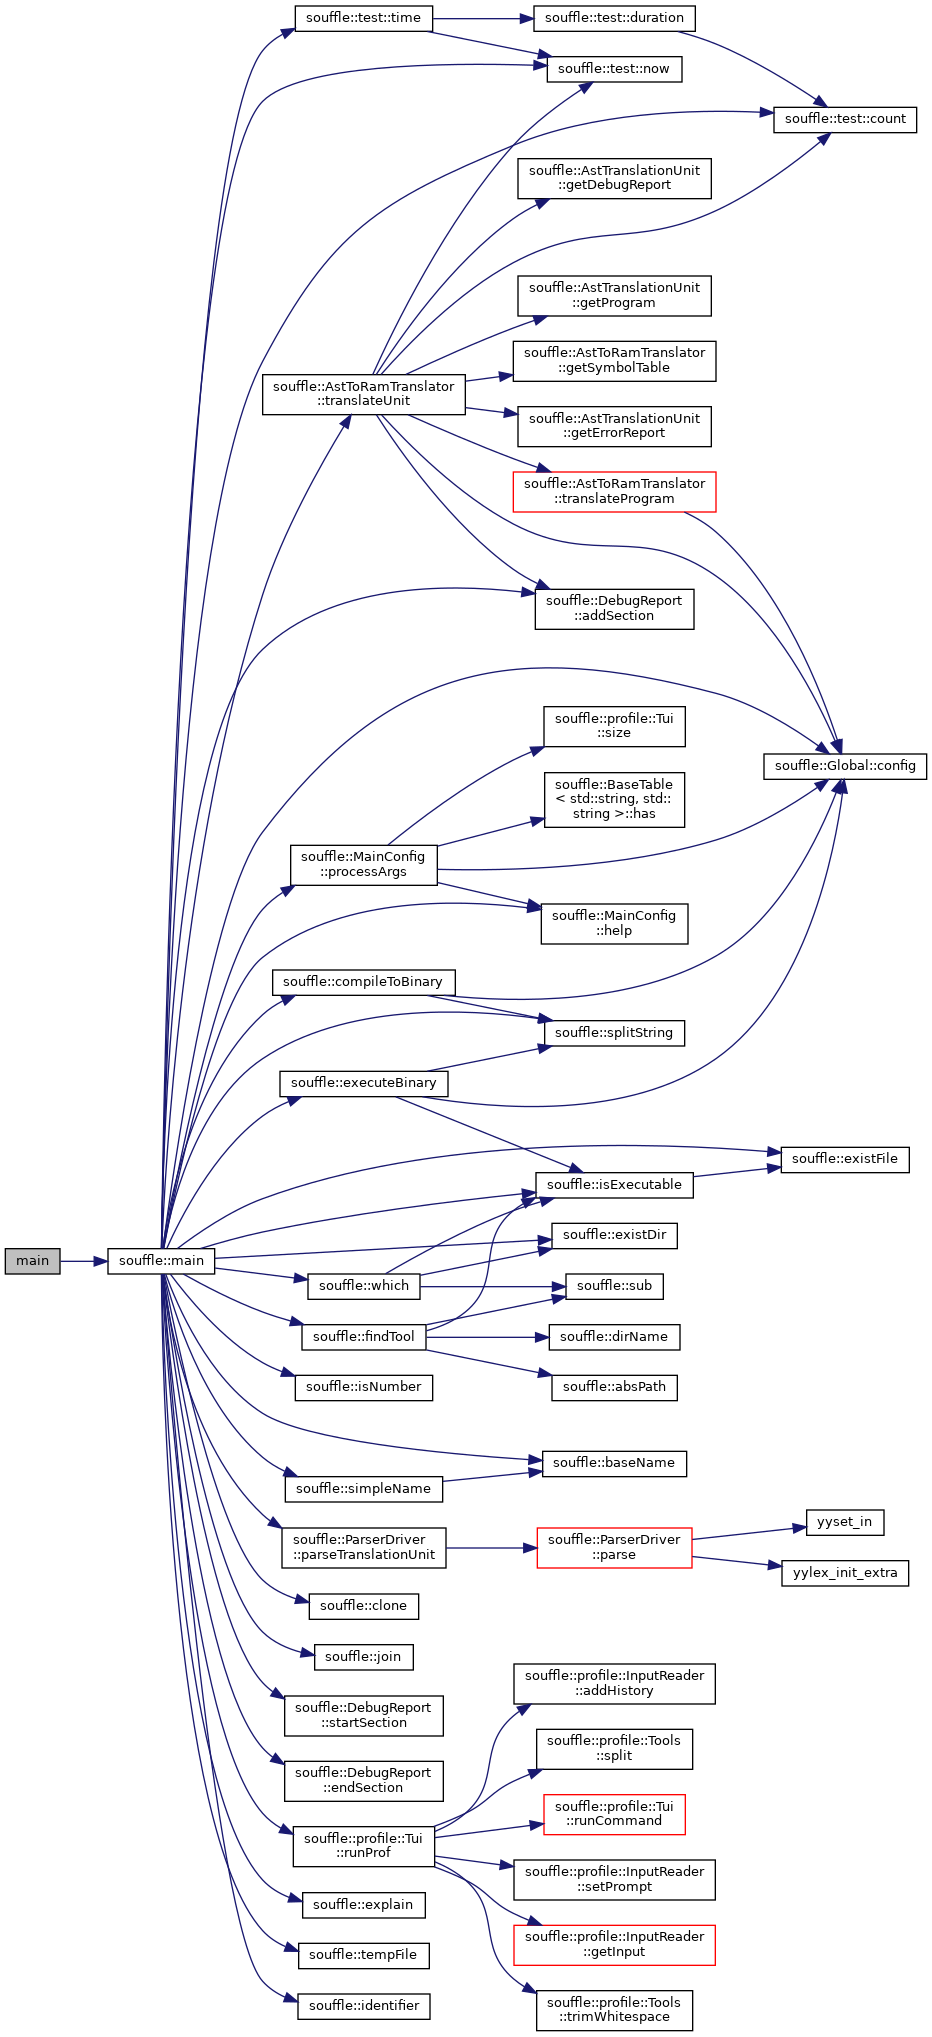 souffle::test::time
souffle::test::duration
souffle::test::now
souffle::test::count
souffle::AstTranslationUnit
::getDebugReport
souffle::AstTranslationUnit
::getProgram
souffle::AstToRamTranslator
::getSymbolTable
souffle::AstToRamTranslator
::translateUnit
souffle::AstTranslationUnit
::getErrorReport
souffle::AstToRamTranslator
::translateProgram
souffle::DebugReport
::addSection
souffle::profile::Tui
::size
souffle::Global::config
souffle::BaseTable
< std::string, std::
string >::has
souffle::MainConfig
::processArgs
souffle::MainConfig
::help
souffle::compileToBinary
souffle::splitString
souffle::executeBinary
souffle::existFile
souffle::isExecutable
souffle::existDir
main
souffle::main
souffle::which
souffle::sub
souffle::findTool
souffle::dirName
souffle::isNumber
souffle::absPath
souffle::baseName
souffle::simpleName
souffle::ParserDriver
::parseTranslationUnit
souffle::ParserDriver
::parse
yyset_in
yylex_init_extra
souffle::clone
souffle::join
souffle::DebugReport
::startSection
souffle::profile::InputReader
::addHistory
souffle::profile::Tools
::split
souffle::DebugReport
::endSection
souffle::profile::Tui
::runCommand
souffle::profile::Tui
::runProf
souffle::profile::InputReader
::setPrompt
souffle::explain
souffle::profile::InputReader
::getInput
souffle::tempFile
souffle::identifier
souffle::profile::Tools
::trimWhitespace